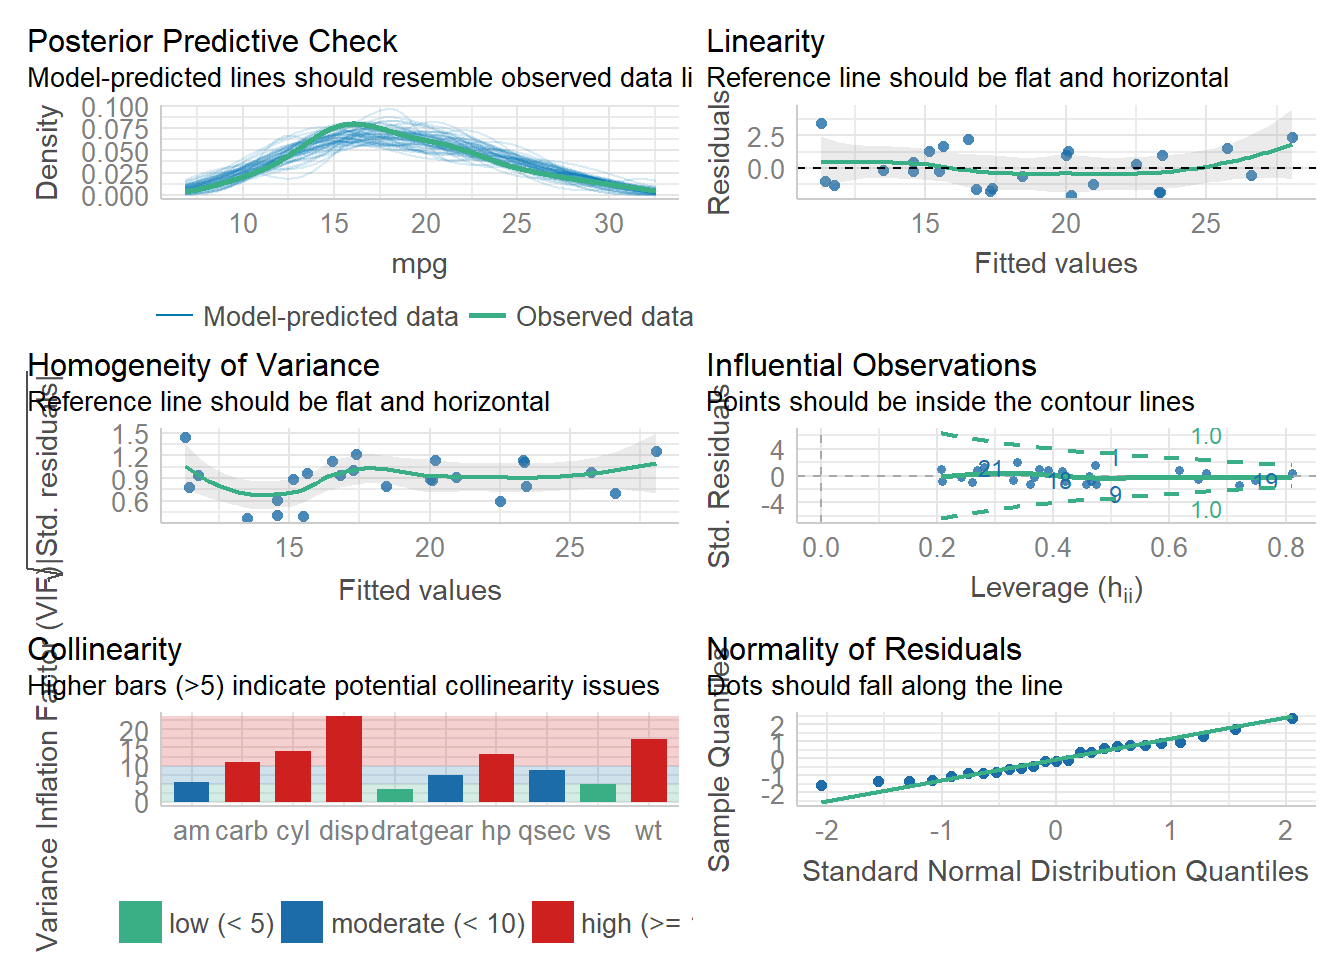 Posterior Predictive Check
Model-predicted lines should resemble observed data li
Density
0.100
0.075
0.050
0.025
0.000
10 15 20 25 30
mpg
Model-predicted data Observed data
Linearity
Reference line should be flat and horizontal
Residuals
2.5
0.0
15 20 25
Fitted values
Homogeneity of Variance
Reference line should be flat and horizontal
√|Std. residuals|
1.5
1.2
0.9
0.6
15 20 25
Fitted values
Influential Observations
Points should be inside the contour lines
Std. Residuals
4
0
-4
1.0
1
21
18
19
9
1.0
0.0 0.2 0.4 0.6 0.8
Leverage (hii)
Collinearity
Higher bars (>5) indicate potential collinearity issues
Variance Inflation Factor (VIF)
20
15
10
5
0
am carb cyl disp drat gear hp qsec vs wt
low (< 5) moderate (< 10) high (>=
Normality of Residuals
Dots should fall along the line
Sample Quantiles
2
1
0
-1
-2
-2 -1 0 1 2
Standard Normal Distribution Quantiles